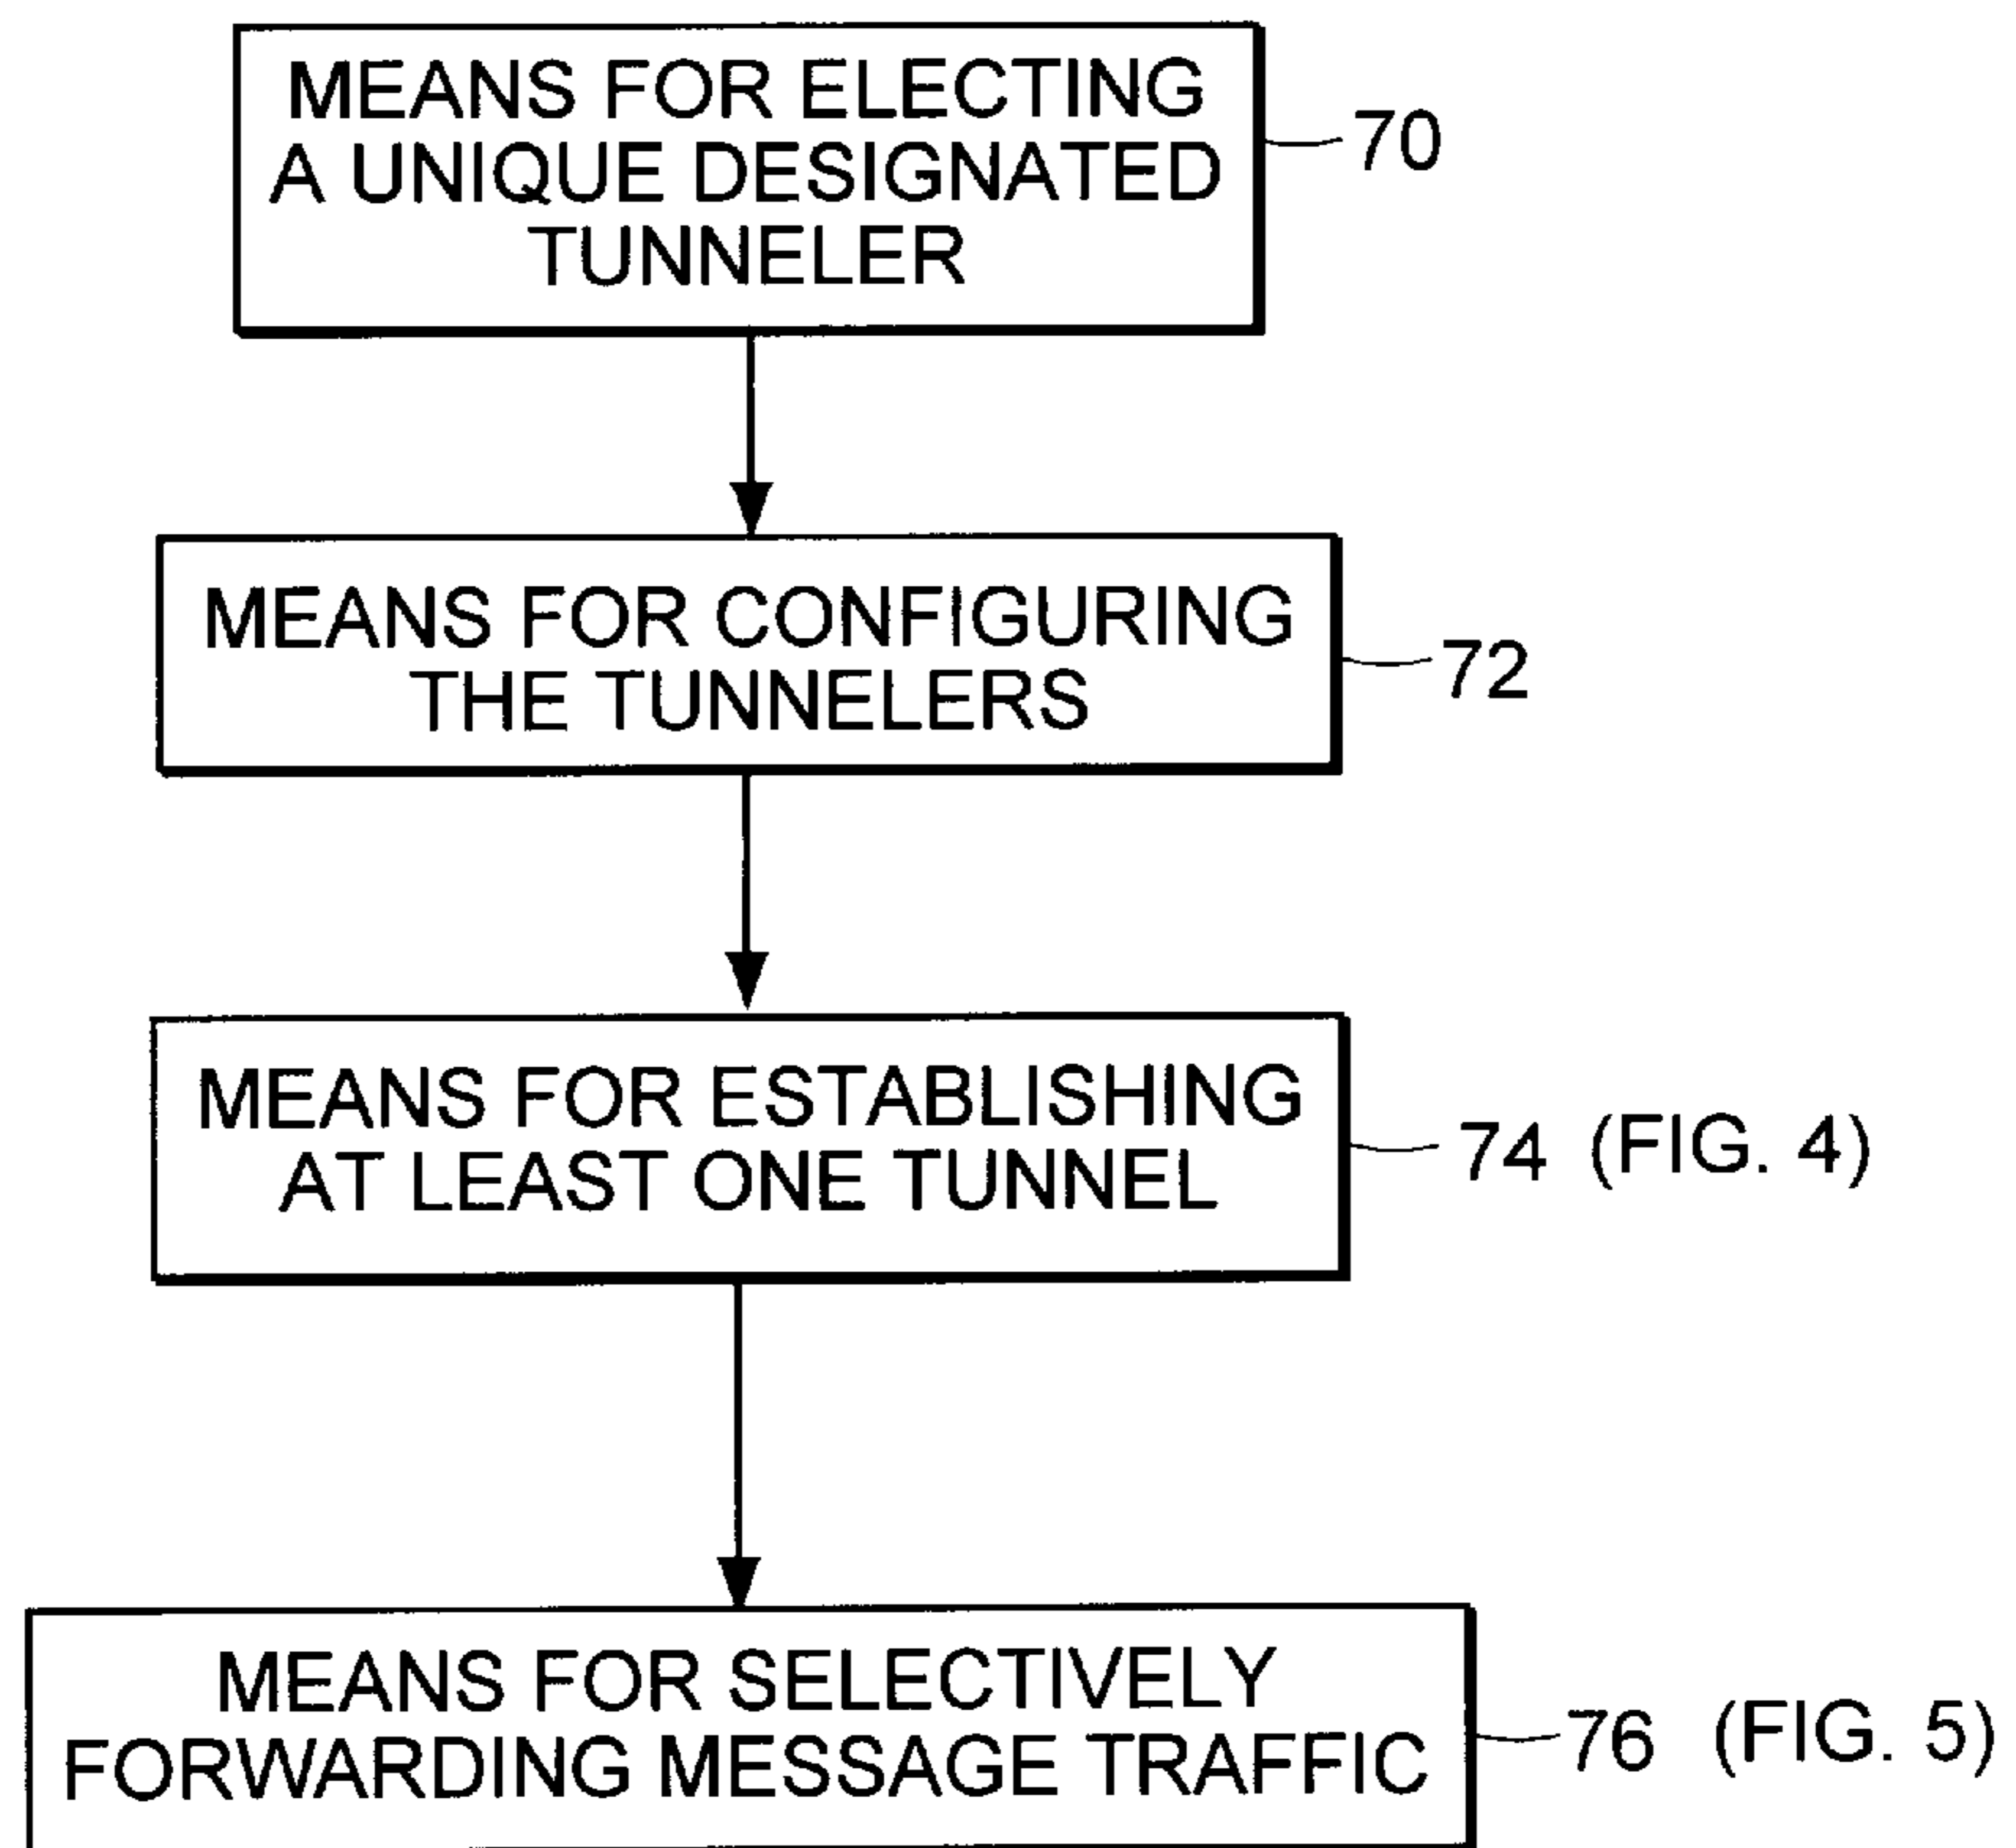 MEANS FOR ELECTING
A UNIQUE DESIGNATED
TUNNELER
70
MEANS FOR CONFIGURING
THE TUNNELERS
72
MEANS FOR ESTABLISHING
AT LEAST ONE TUNNEL
74 (FIG. 4)
MEANS FOR SELECTIVELY
FORWARDING MESSAGE TRAFFIC
76 (FIG. 5)